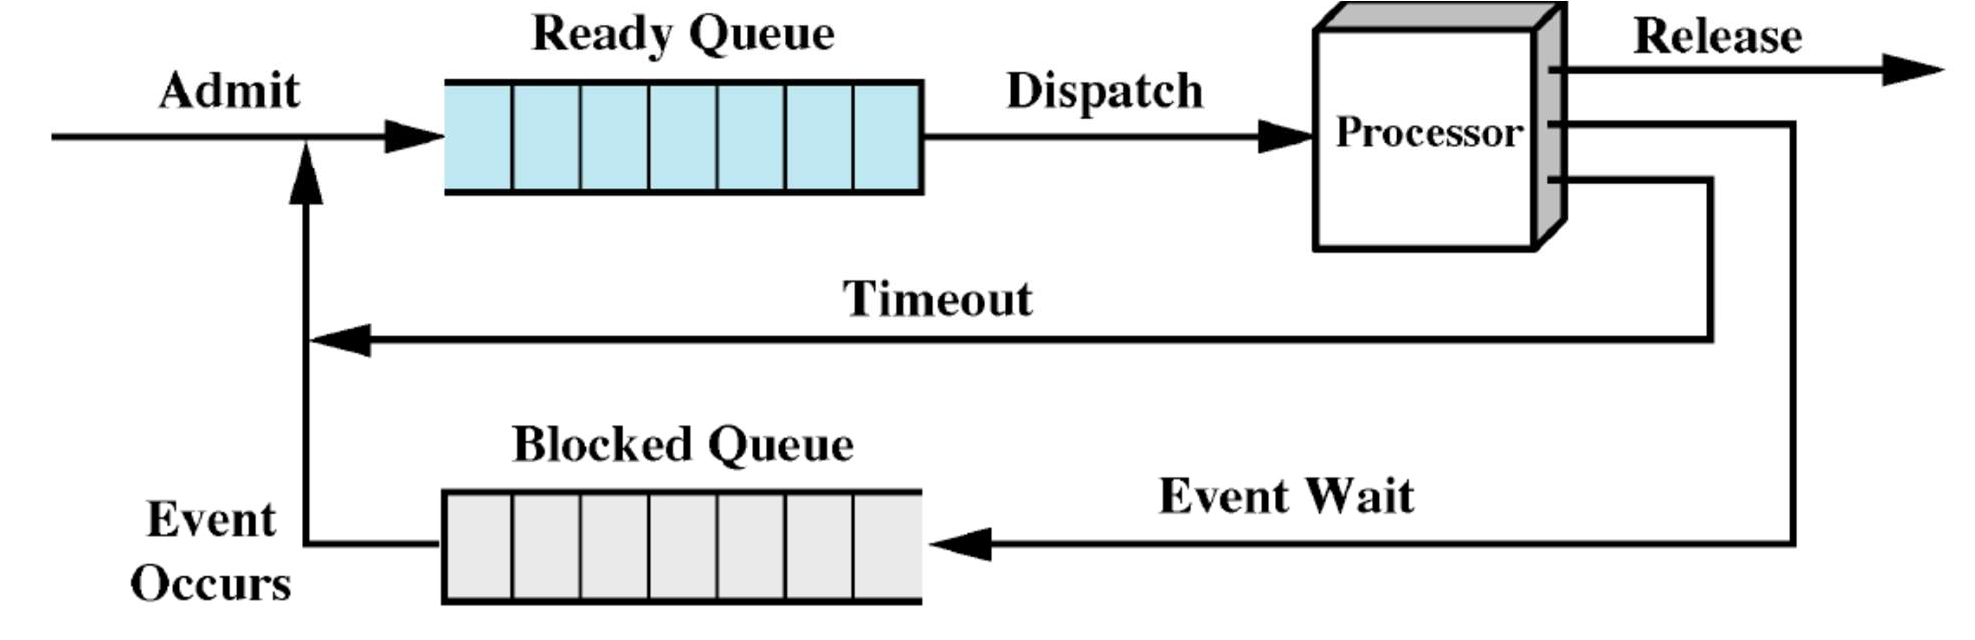 Ready Queue
Release
Admit
Dispatch
Processor
Timeout
Blocked Queue
Event Wait
Event
Occurs